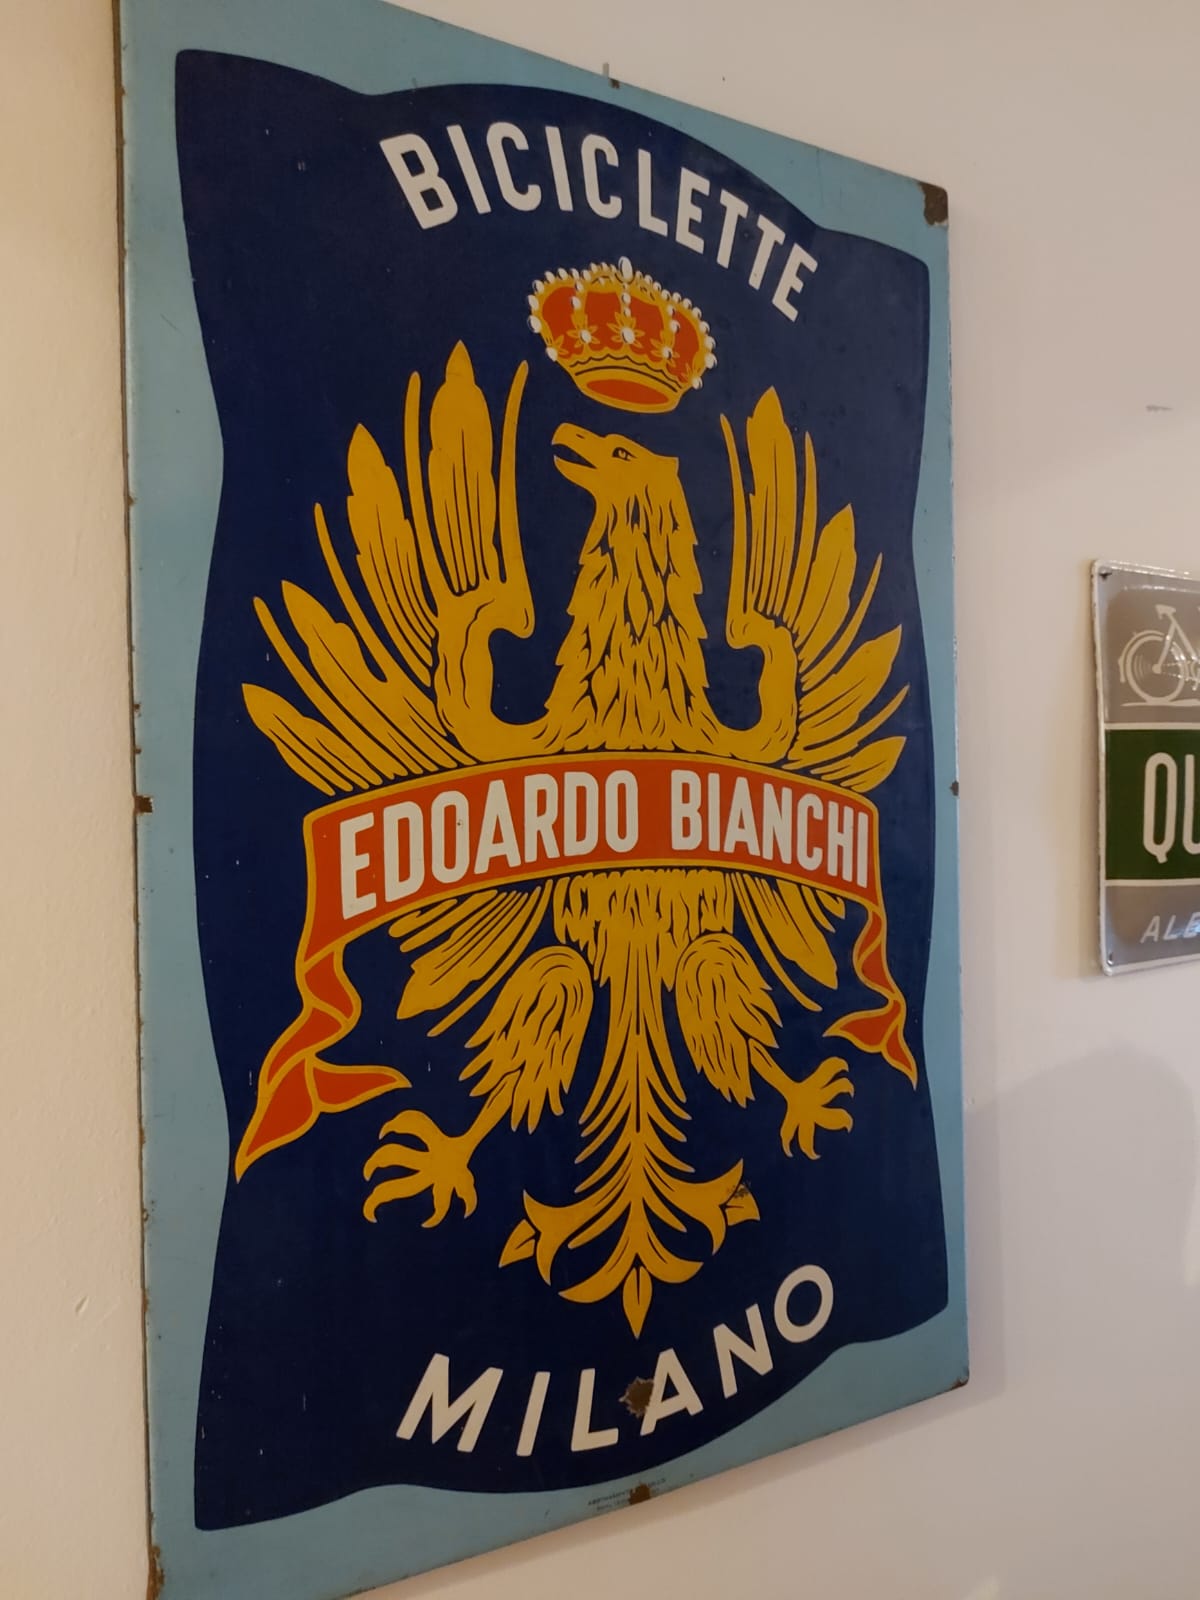 BICICLETTE
EDOARDO BIANCHI
MILANO
QU
ALE